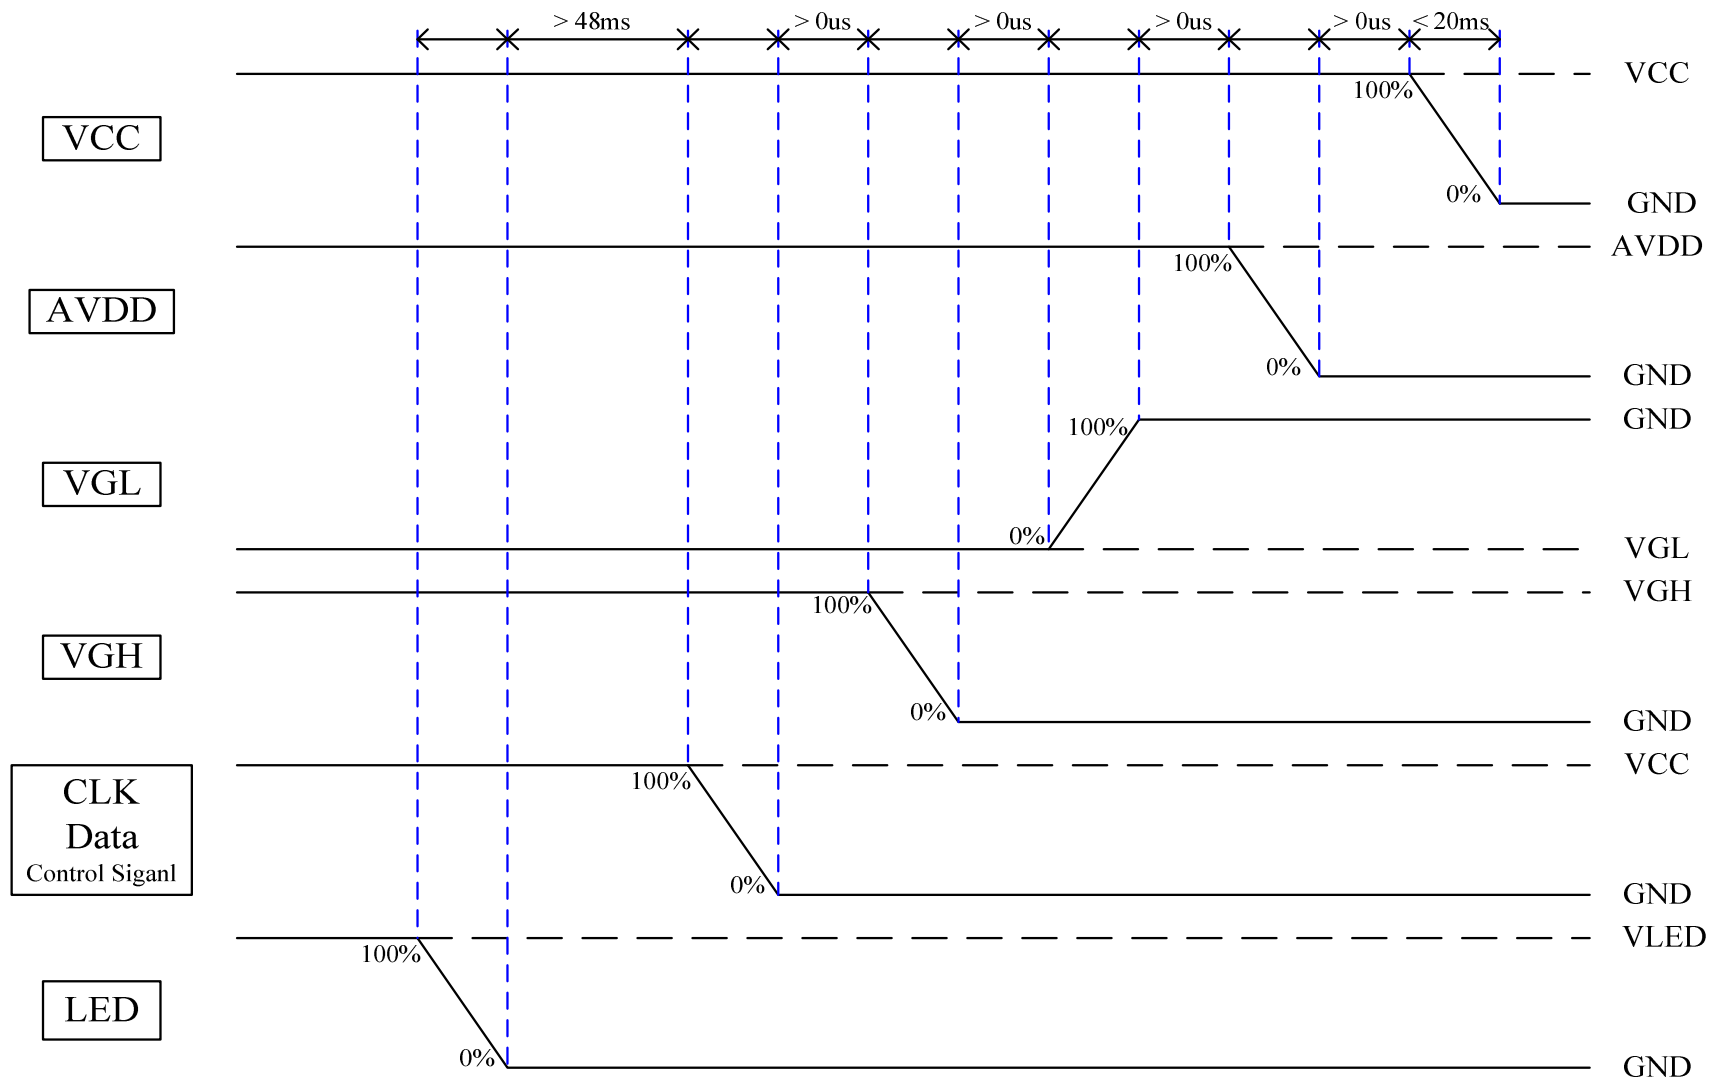 > 48ms
> 0us
> 0us
> 0us
> 0us
< 20ms
VCC
100%
VCC
0%
GND
AVDD
100%
AVDD
0%
GND
GND
100%
VGL
0%
VGL
VGH
100%
VGH
0%
GND
VCC
100%
CLK
Data
Control Siganl
0%
GND
VLED
100%
LED
0%
GND